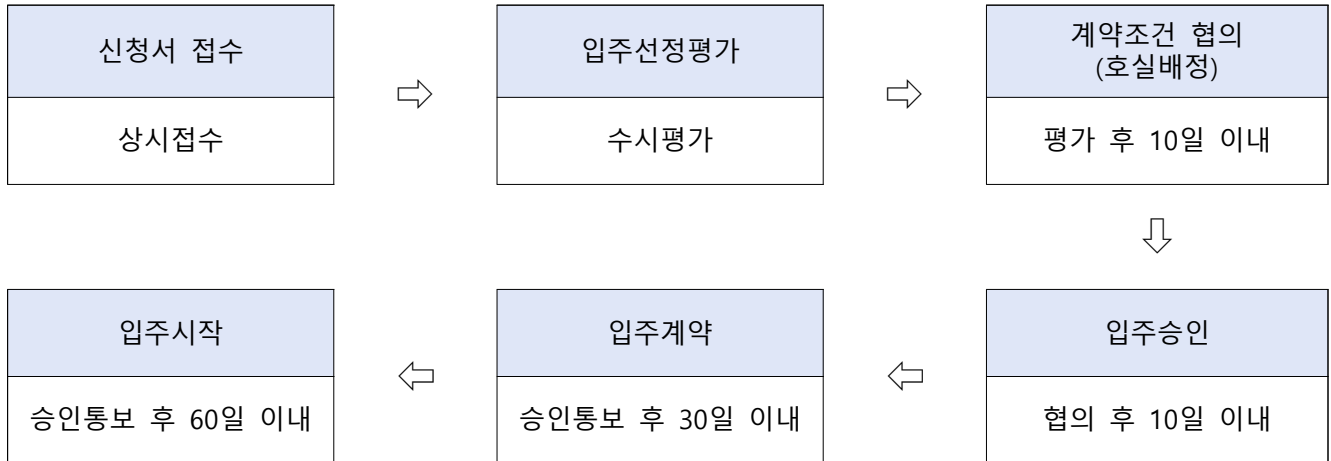 신청서 접수
상시접수
입주선정평가
수시평가
계약조건 협의
(호실배정)
평가 후 10일 이내
입주승인
협의 후 10일 이내
입주계약
승인통보 후 30일 이내
입주시작
승인통보 후 60일 이내